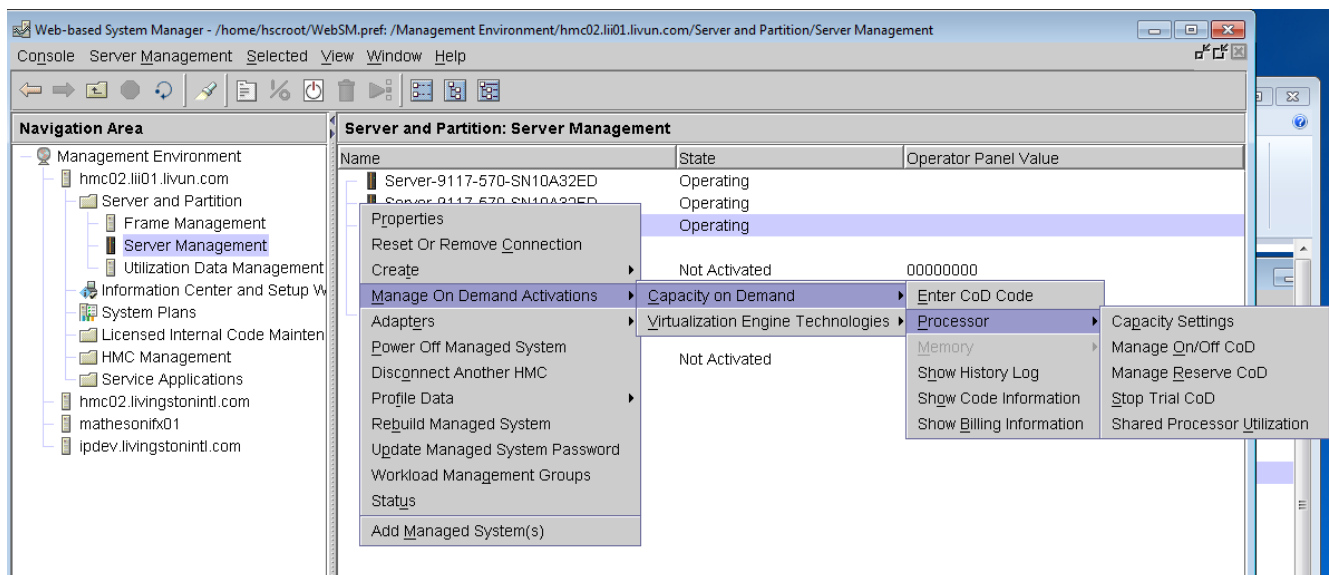 Web-based System Manager - /home/hscroot/WebSM.pref: /Management Environment/hmc02.lii01.livun.com/Server and Partition/Server Management
Console Server Management Selected View Window Help
Navigation Area
Management Environment
hmc02.lii01.livun.com
Server and Partition
Frame Management
Server Management
Utilization Data Management
Information Center and Setup W
System Plans
Licensed Internal Code Mainten
HMC Management
Service Applications
hmc02.livingstonintl.com
mathesonifx01
ipdev.livingstonintl.com
Server and Partition: Server Management
Name State Operator Panel Value
Server-9117-570-SN10A32ED Operating
Server-9117-570-SN10A32ED Operating
Operating
Not Activated 00000000
Not Activated
Properties
Reset Or Remove Connection
Create
Manage On Demand Activations
Adapters
Power Off Managed System
Disconnect Another HMC
Profile Data
Rebuild Managed System
Update Managed System Password
Workload Management Groups
Status
Add Managed System(s)
Capacity on Demand
Virtualization Engine Technologies
Enter CoD Code
Processor
Memory
Show History Log
Show Code Information
Show Billing Information
Capacity Settings
Manage On/Off CoD
Manage Reserve CoD
Stop Trial CoD
Shared Processor Utilization